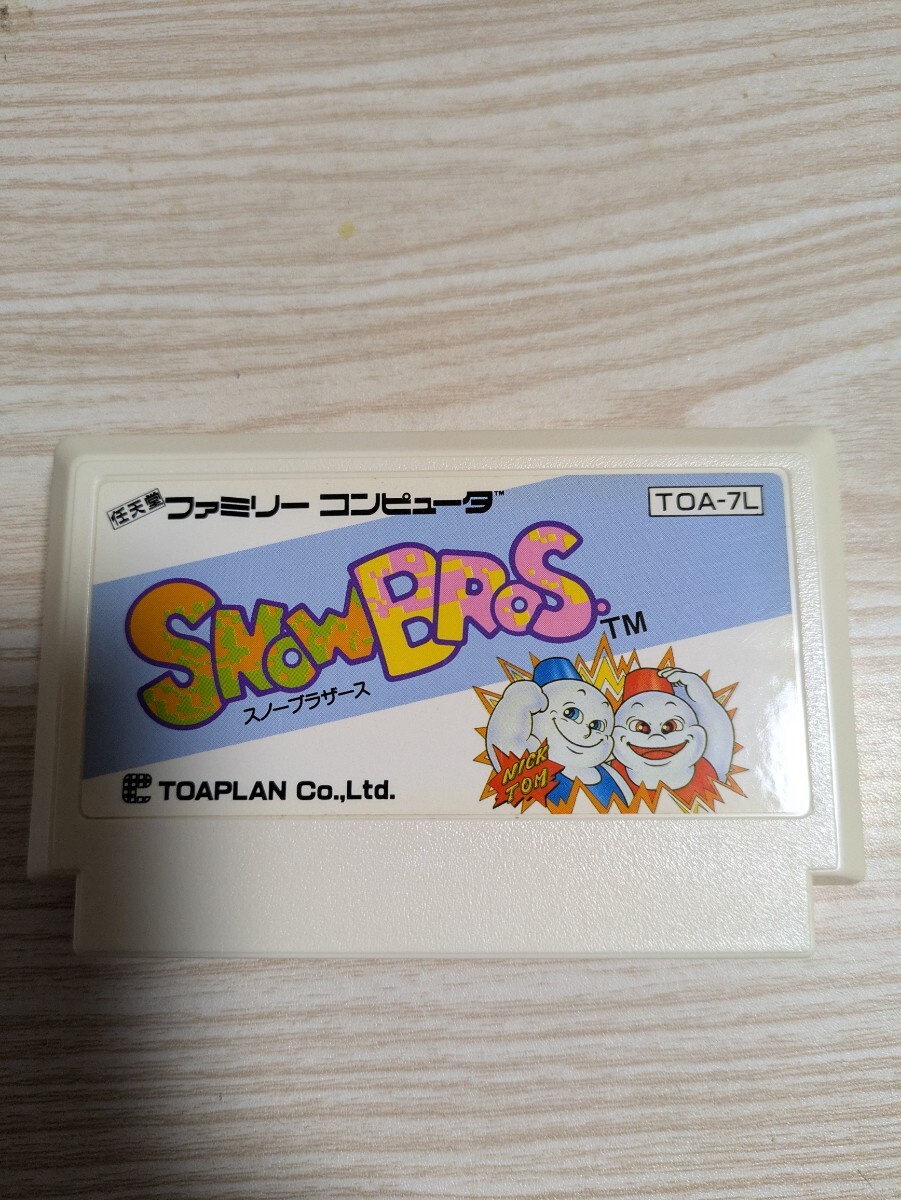 任天堂 ファミリー コンピュータ™
TOA-7L
SNOW BROS.™
スノーブラザース
NICK
TOM
TOAPLAN Co.,Ltd.